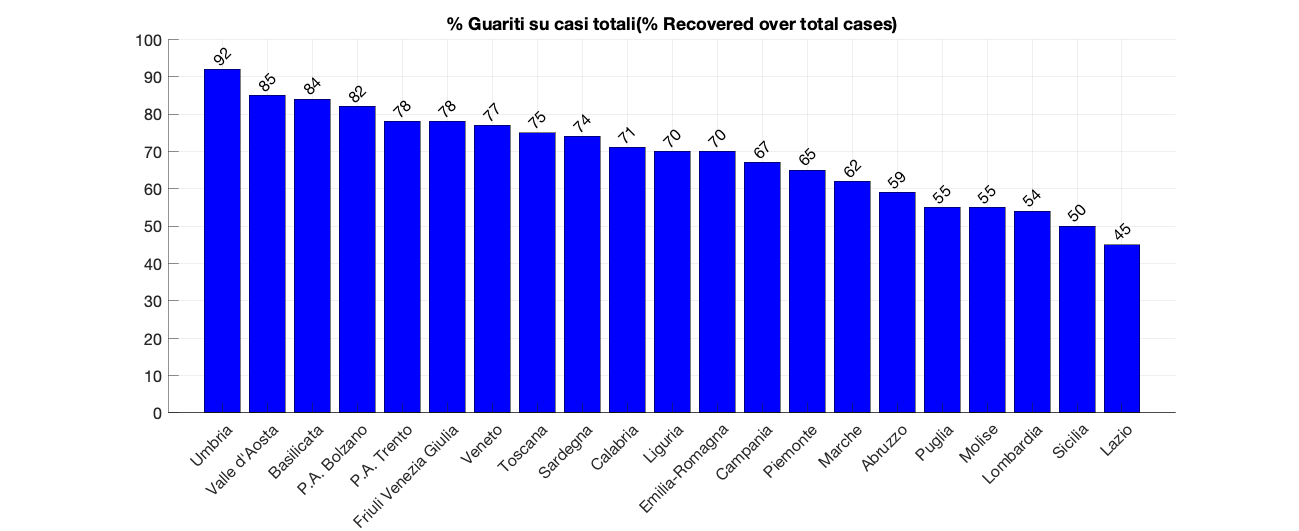 % Guariti su casi totali(% Recovered over total cases)
100
90
80
70
60
50
40
30
20
10
0
92
85
84
82
78
78
77
75
74
71
70
70
67
65
62
59
55
55
54
50
45
Umbria
Valle d'Aosta
Basilicata
P.A. Bolzano
P.A. Trento
Friuli Venezia Giulia
Veneto
Toscana
Sardegna
Calabria
Liguria
Emilia-Romagna
Campania
Piemonte
Marche
Abruzzo
Puglia
Molise
Lombardia
Sicilia
Lazio